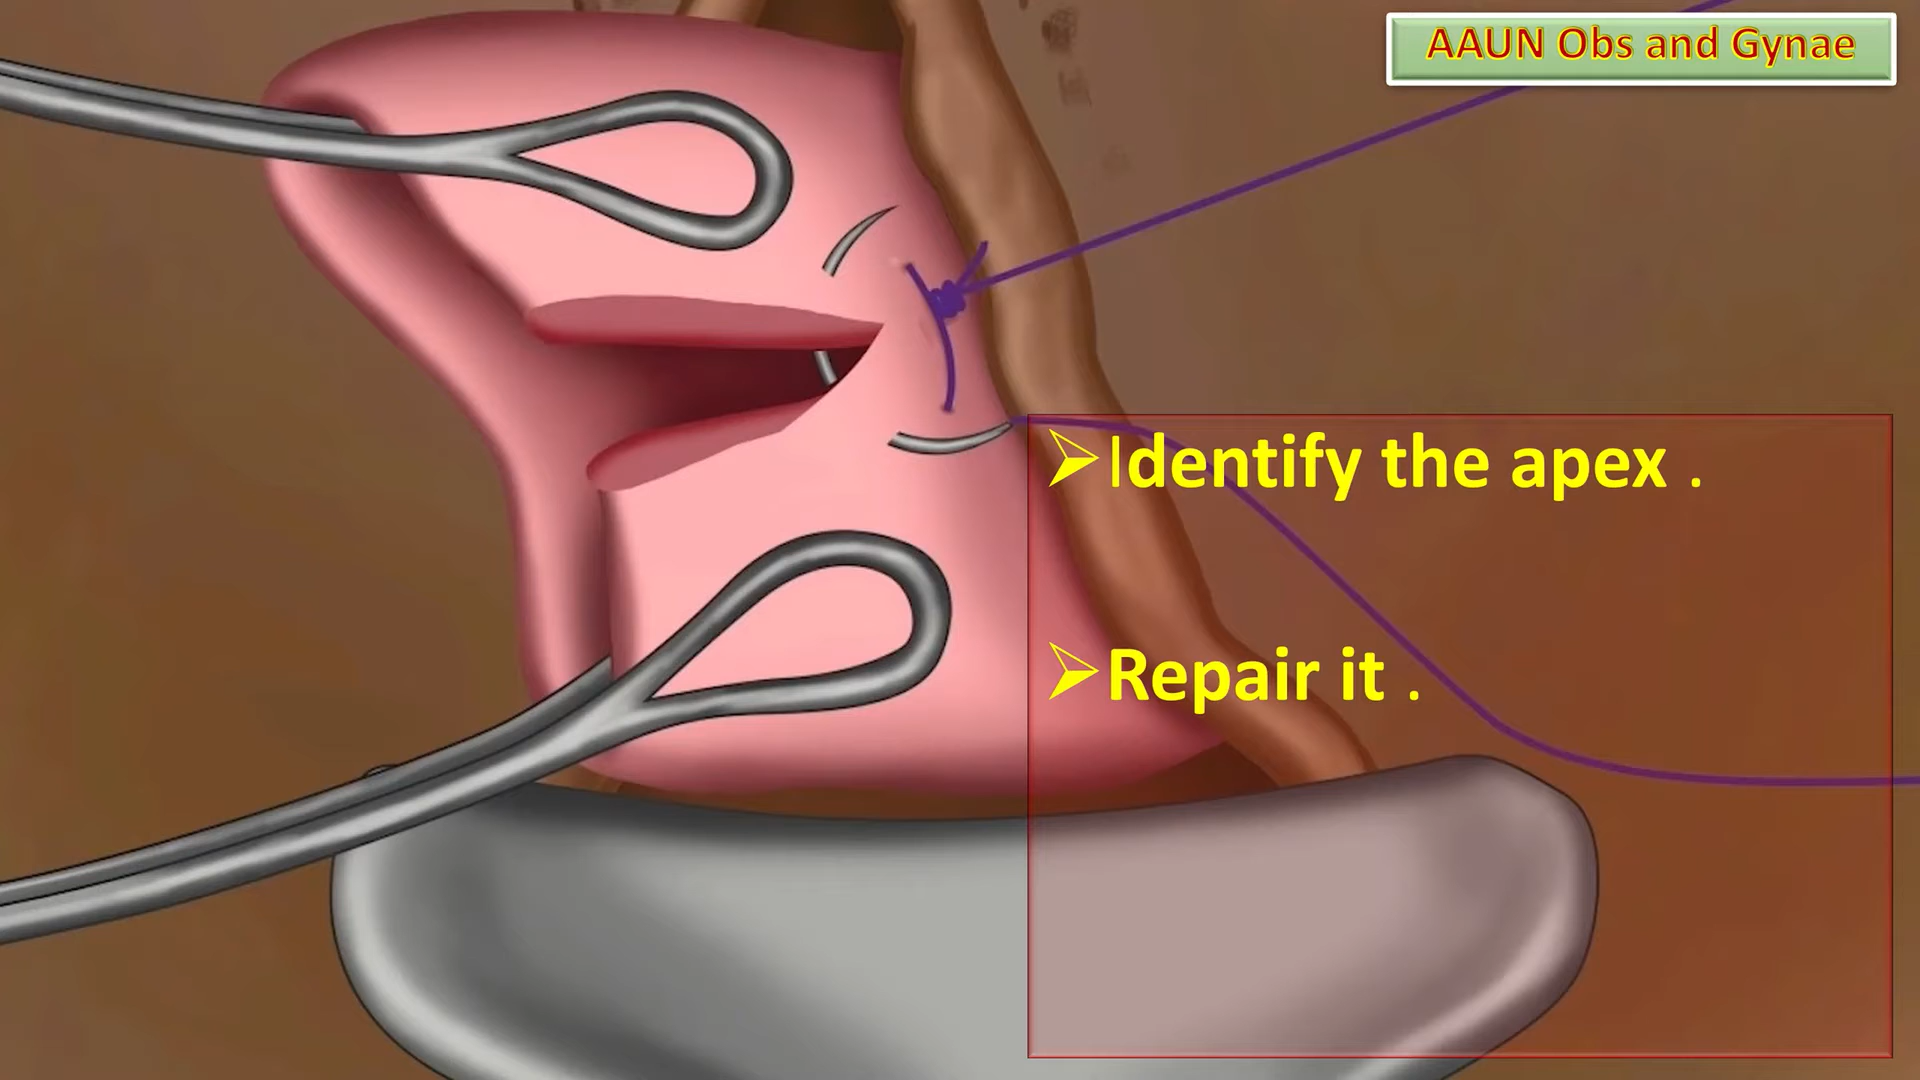 AAUN Obs and Gynae
➢Identify the apex .
➢Repair it .